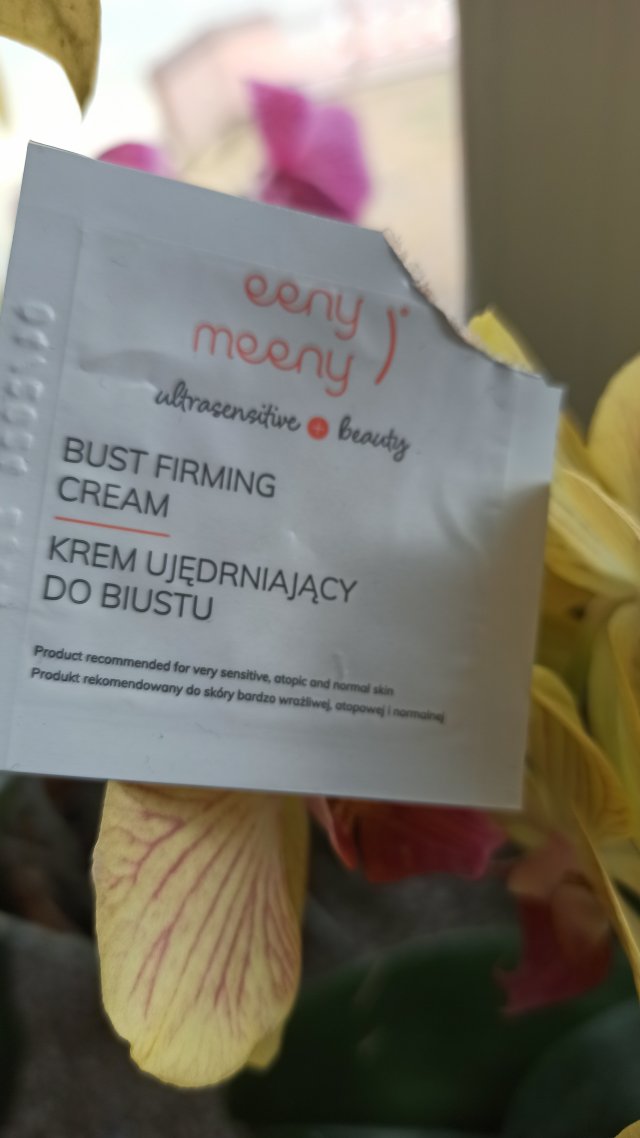 eeny
meeny
ultrasensitive + beauty
BUST FIRMING
CREAM
KREM UJĘDRNIAJĄCY
DO BIUSTU
Product recommended for very sensitive, atopic and normal skin
Produkt rekomendowany do skóry bardzo wrażliwej, atopowej i normalnej